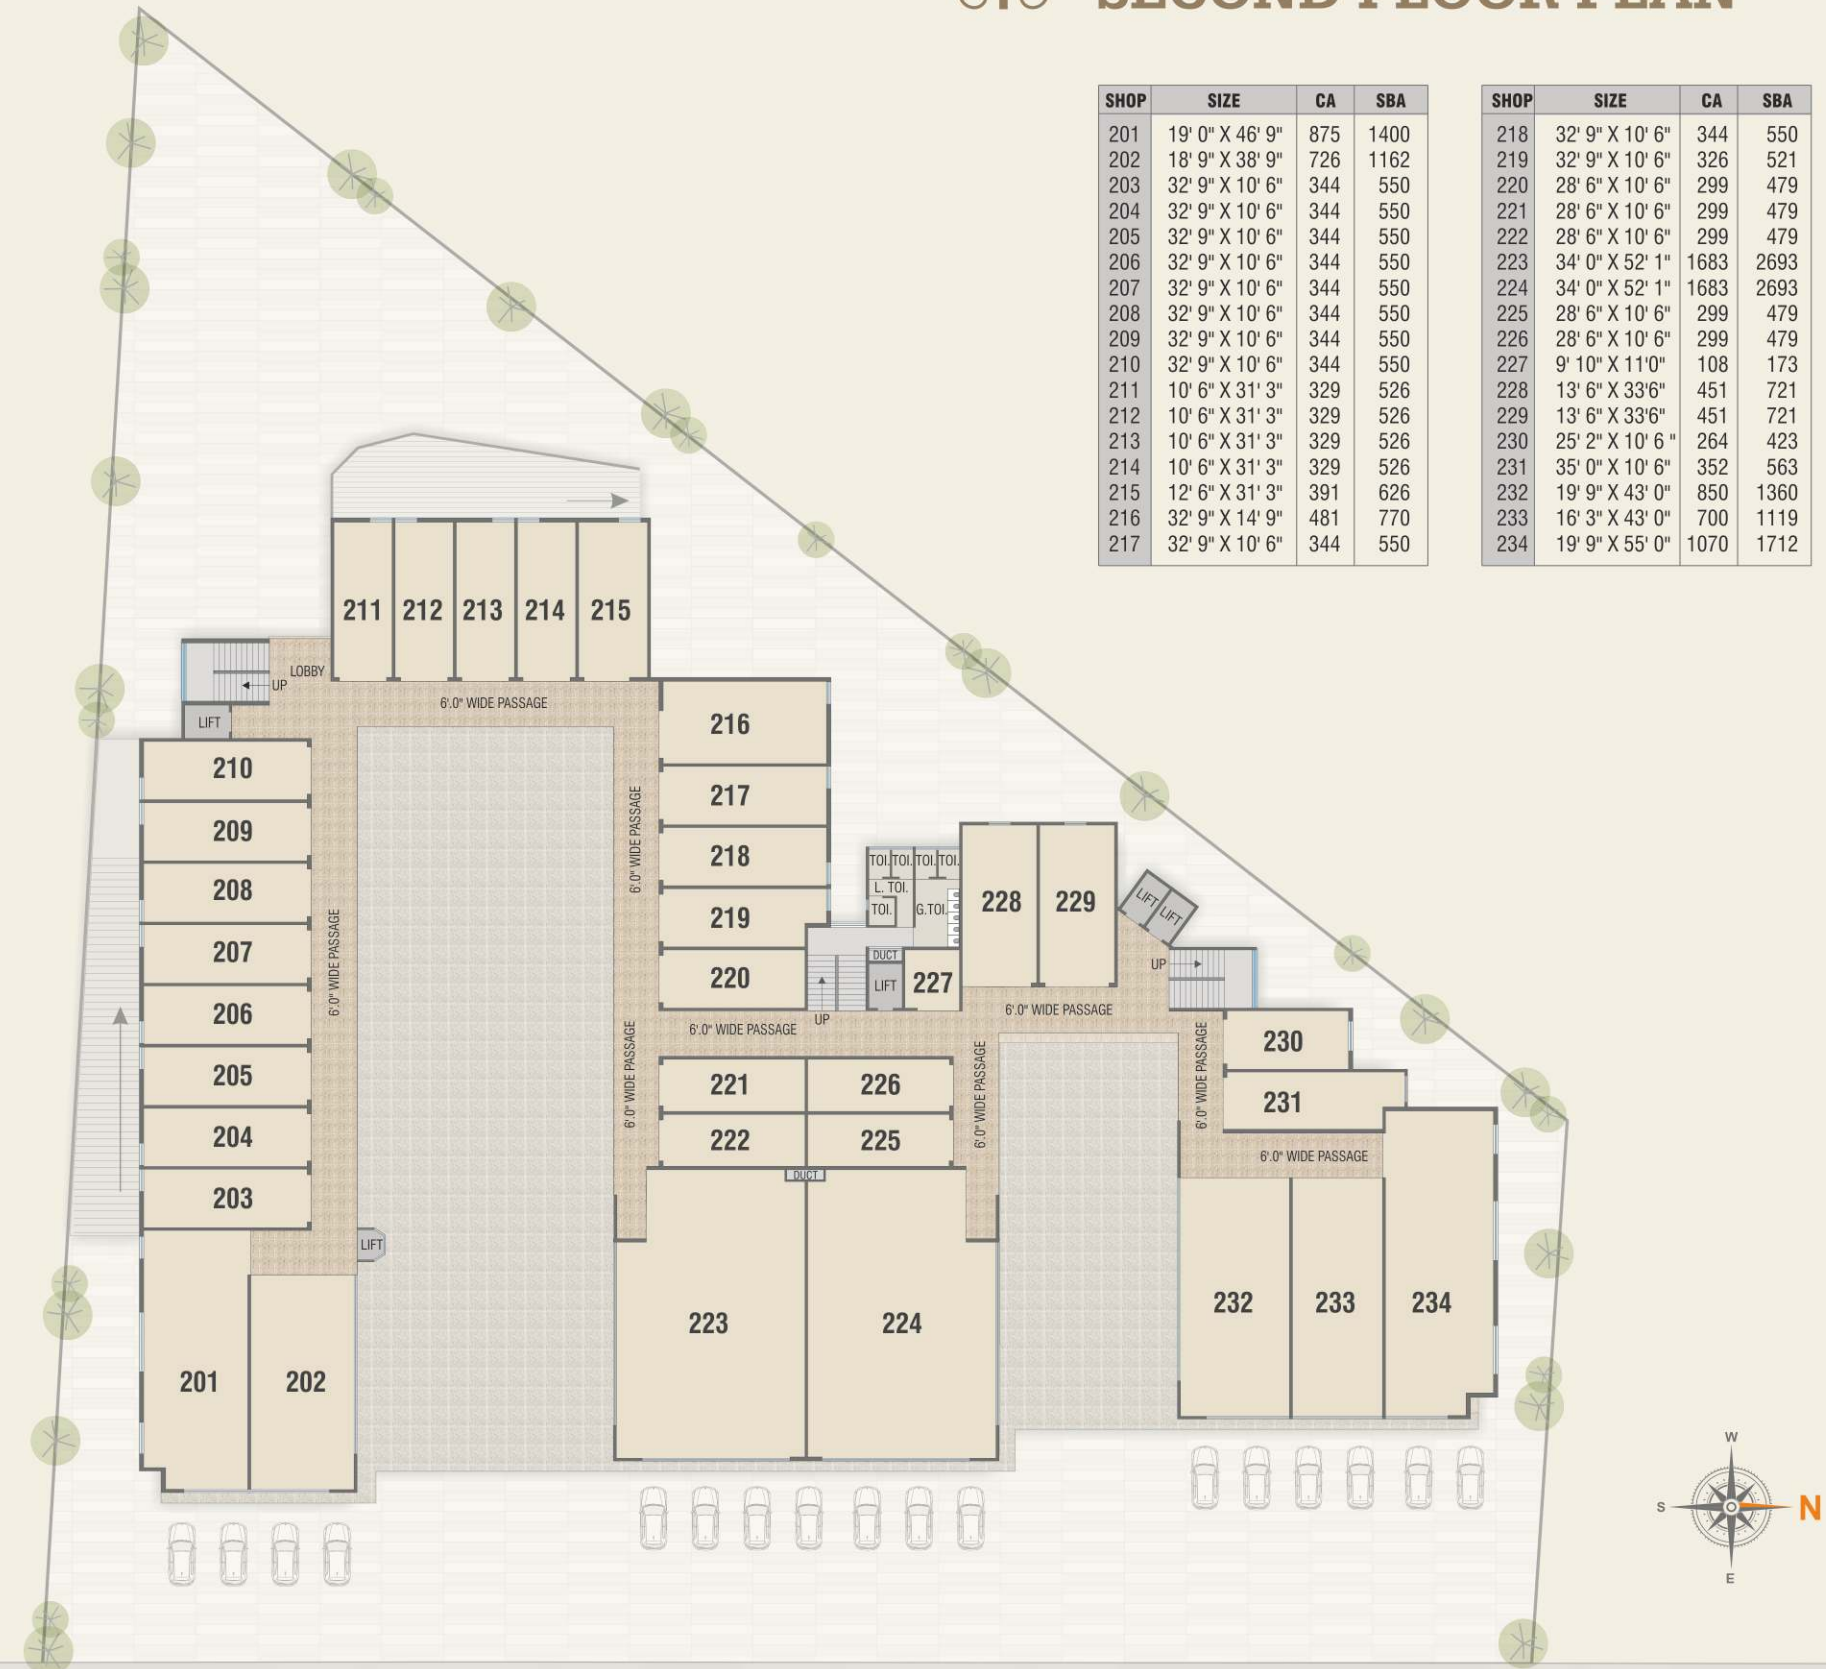 SECOND FLOOR PLAN
SHOP SIZE CA SBA
201 19' 0" X 46' 9" 875 1400
202 18' 9" X 38' 9" 726 1162
203 32' 9" X 10' 6" 344 550
204 32' 9" X 10' 6" 344 550
205 32' 9" X 10' 6" 344 550
206 32' 9" X 10' 6" 344 550
207 32' 9" X 10' 6" 344 550
208 32' 9" X 10' 6" 344 550
209 32' 9" X 10' 6" 344 550
210 32' 9" X 10' 6" 344 550
211 10' 6" X 31' 3" 329 526
212 10' 6" X 31' 3" 329 526
213 10' 6" X 31' 3" 329 526
214 10' 6" X 31' 3" 329 526
215 12' 6" X 31' 3" 391 626
216 32' 9" X 14' 9" 481 770
217 32' 9" X 10' 6" 344 550
SHOP SIZE CA SBA
218 32' 9" X 10' 6" 344 550
219 32' 9" X 10' 6" 326 521
220 28' 6" X 10' 6" 299 479
221 28' 6" X 10' 6" 299 479
222 28' 6" X 10' 6" 299 479
223 34' 0" X 52' 1" 1683 2693
224 34' 0" X 52' 1" 1683 2693
225 28' 6" X 10' 6" 299 479
226 28' 6" X 10' 6" 299 479
227 9' 10" X 11'0" 108 173
228 13' 6" X 33'6" 451 721
229 13' 6" X 33'6" 451 721
230 25' 2" X 10' 6 " 264 423
231 35' 0" X 10' 6" 352 563
232 19' 9" X 43' 0" 850 1360
233 16' 3" X 43' 0" 700 1119
234 19' 9" X 55' 0" 1070 1712
211 212 213 214 215
LOBBY
UP
6'.0" WIDE PASSAGE
LIFT
216
210
217
209
6'.0" WIDE PASSAGE
218
TOI. TOI. TOI. TOI.
L. TOI.
TOI. G.TOI.
208
228 229
LIFT LIFT
219
207
6'.0" WIDE PASSAGE
DUCT
UP
220
LIFT 227
206
UP
6'.0" WIDE PASSAGE
6'.0" WIDE PASSAGE
230
205
6'.0" WIDE PASSAGE
221 226
6'.0" WIDE PASSAGE
6'.0" WIDE PASSAGE
231
204
222 225
6'.0" WIDE PASSAGE
DUCT
203
LIFT
232 233 234
223 224
201 202
W
S
N
E